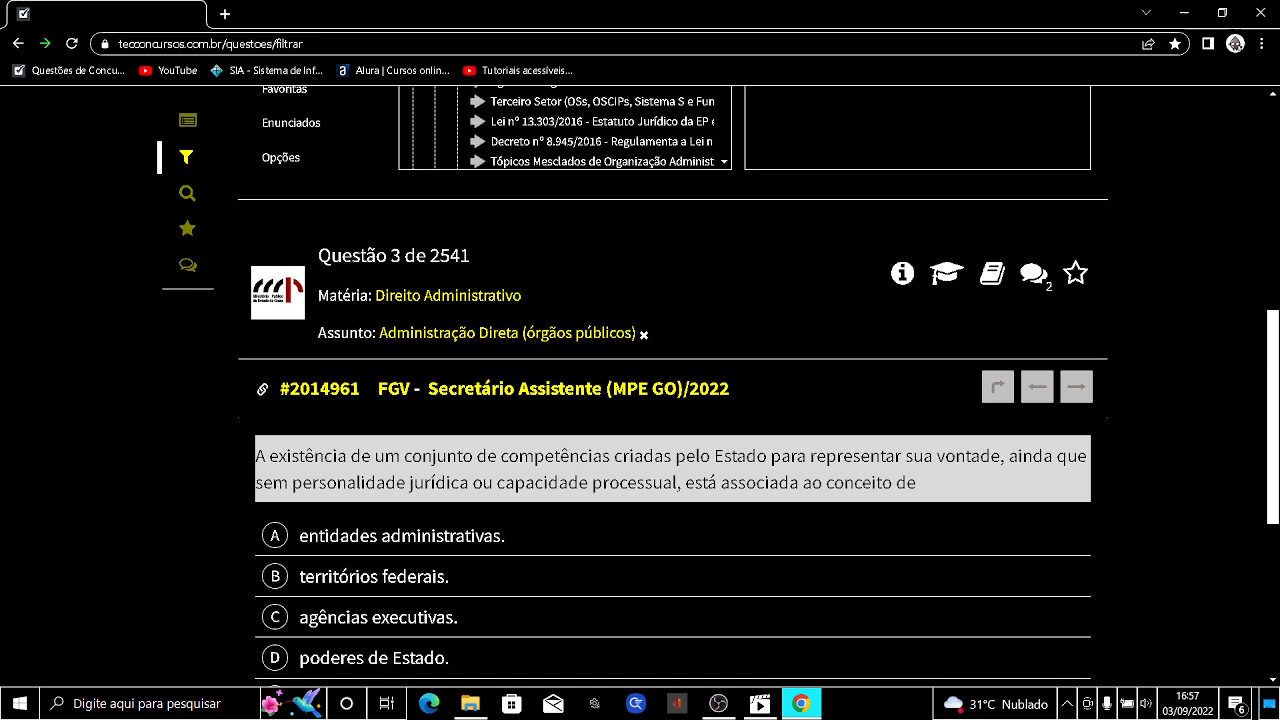 teconcursos.com.br/questoes/filtrar
Questões de Concu...
YouTube
SIA - Sistema de Inf...
Alura | Cursos onlin...
Tutoriais acessíveis...
Favoritas
Enunciados
Opções
Terceiro Setor (OSs, OSCIPs, Sistema S e Fun
Lei nº 13.303/2016 - Estatuto Jurídico da EP e
Decreto nº 8.945/2016 - Regulamenta a Lei n
Tópicos Mesclados de Organização Administ
Questão 3 de 2541
Matéria: Direito Administrativo
Assunto: Administração Direta (órgãos públicos)
2
#2014961 FGV - Secretário Assistente (MPE GO)/2022
A existência de um conjunto de competências criadas pelo Estado para representar sua vontade, ainda que
sem personalidade jurídica ou capacidade processual, está associada ao conceito de
A entidades administrativas.
B territórios federais.
C agências executivas.
D poderes de Estado.
Digite aqui para pesquisar
31°C Nublado
16:57
03/09/2022
6